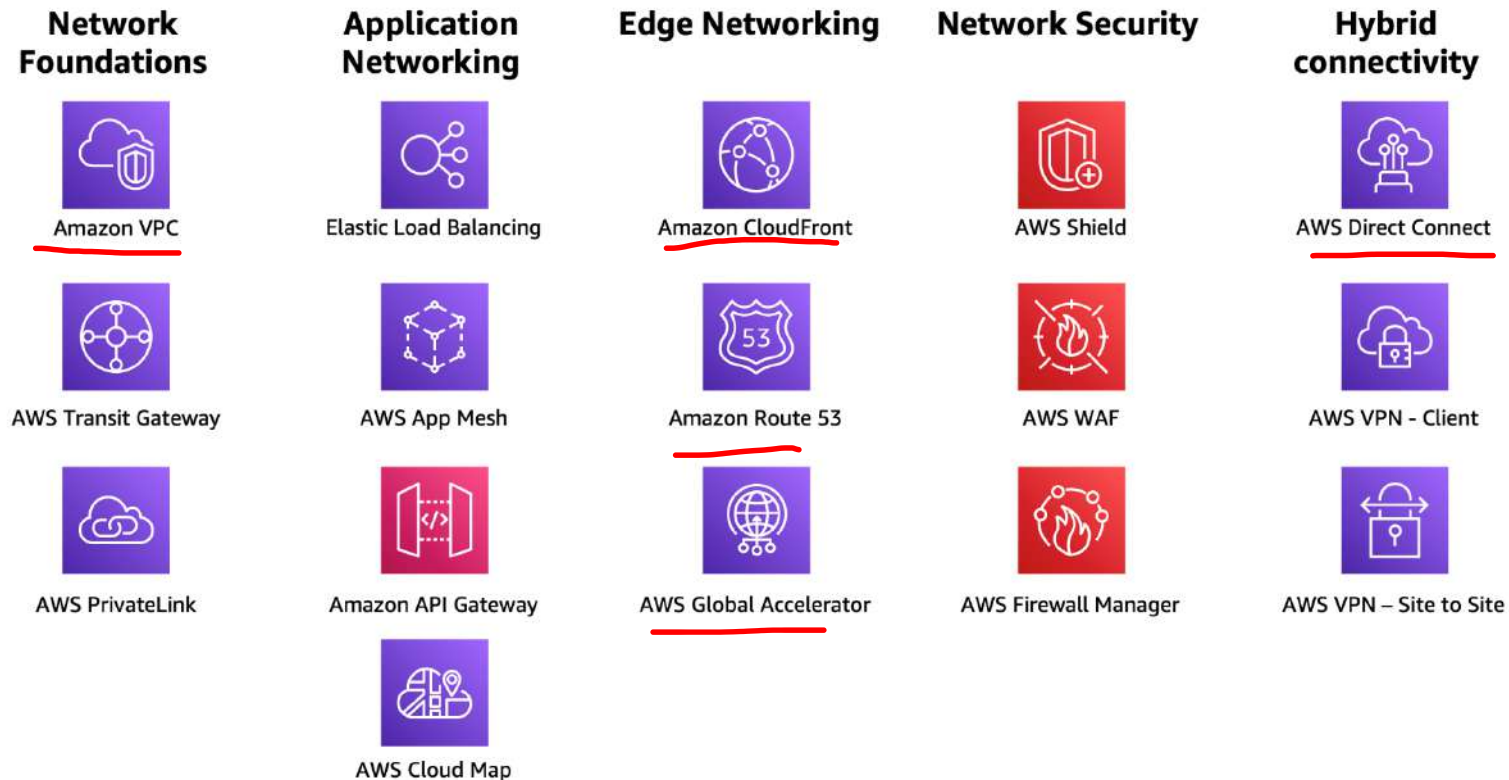 Network
Foundations
Application
Networking
Edge Networking
Network Security
Hybrid
connectivity
Amazon VPC
Elastic Load Balancing
Amazon CloudFront
AWS Shield
AWS Direct Connect
53
AWS Transit Gateway
AWS App Mesh
Amazon Route 53
AWS WAF
AWS VPN - Client
</>
AWS PrivateLink
Amazon API Gateway
AWS Global Accelerator
AWS Firewall Manager
AWS VPN – Site to Site
AWS Cloud Map